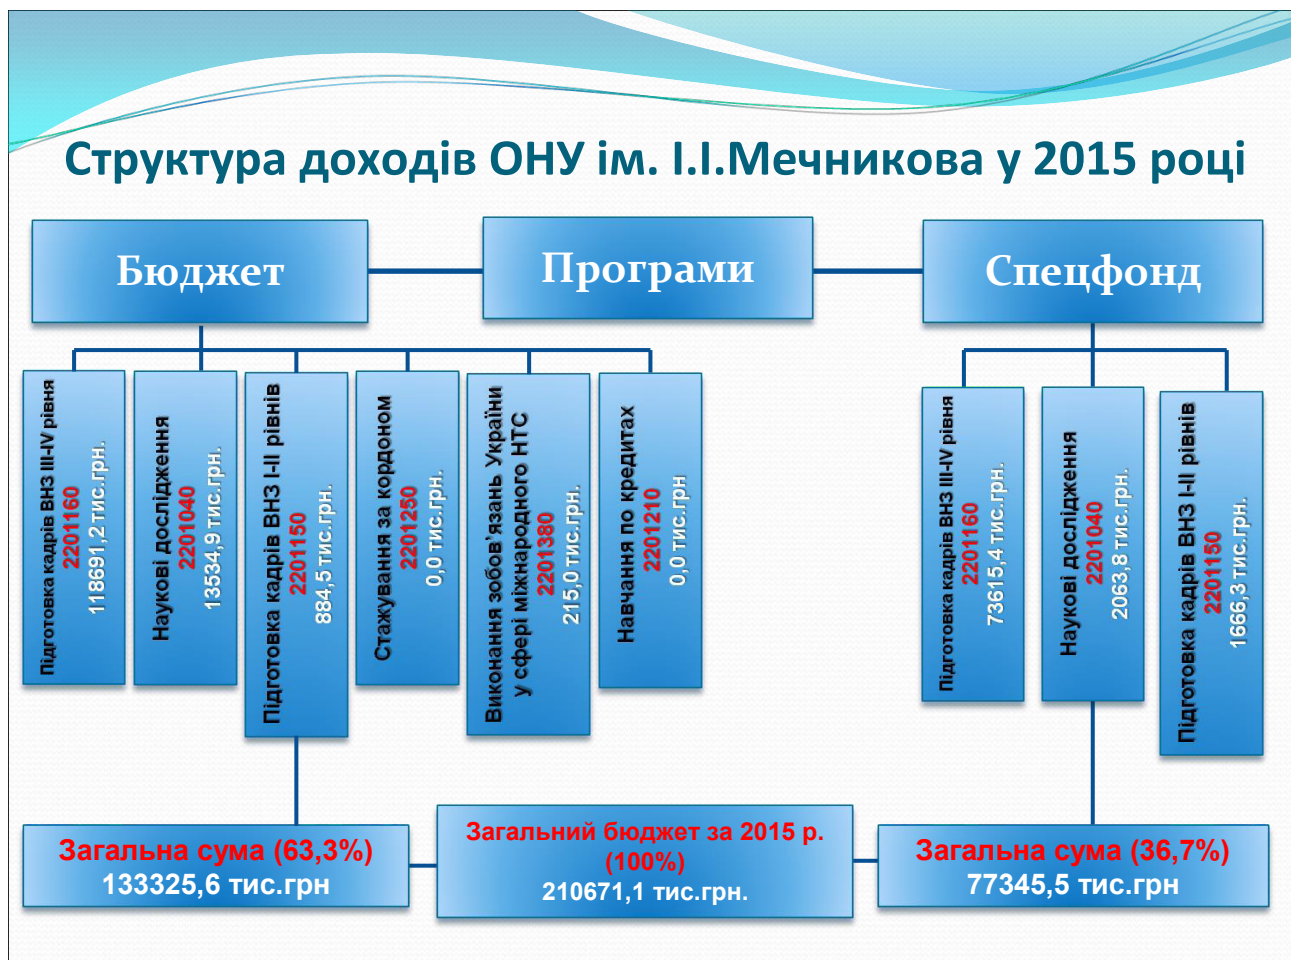 Структура доходів ОНУ ім. І.І.Мечникова у 2015 році
Бюджет
Програми
Спецфонд
Підготовка кадрів ВНЗ III-IV рівня
2201160
118691,2 тис.грн.
Наукові дослідження
2201040
13534,9 тис.грн.
Підготовка кадрів ВНЗ I-II рівнів
2201150
884,5 тис.грн.
Стажування за кордоном
2201250
0,0 тис.грн.
Виконання зобов’язань України
у сфері міжнародного НТС
2201380
215,0 тис.грн.
Навчання по кредитах
2201210
0,0 тис.грн
Підготовка кадрів ВНЗ III-IV рівня
2201160
73615,4 тис.грн.
Наукові дослідження
2201040
2063,8 тис.грн.
Підготовка кадрів ВНЗ I-II рівнів
2201150
1666,3 тис.грн.
Загальна сума (63,3%)
133325,6 тис.грн
Загальний бюджет за 2015 р.
(100%)
210671,1 тис.грн.
Загальна сума (36,7%)
77345,5 тис.грн